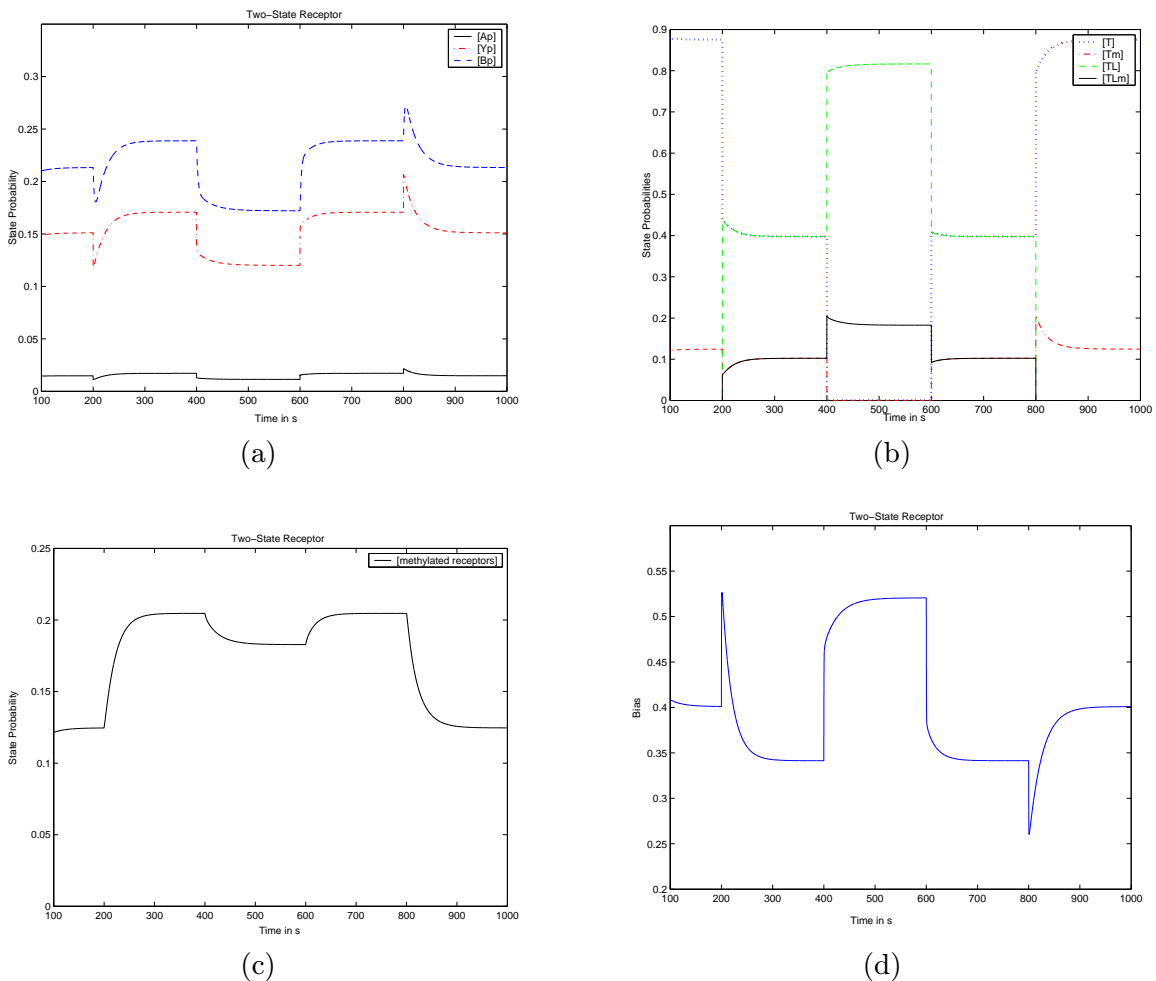 Two−State Receptor
[Ap]
[Yp]
[Bp]
0.3
0.25
0.2
0.15
0.1
0.05
0
State Probability
100 200 300 400 500 600 700 800 900 1000
Time in s
(a)
[T]
[Tm]
[TL]
[TLm]
0.9
0.8
0.7
0.6
0.5
0.4
0.3
0.2
0.1
0
State Probabilities
100 200 300 400 500 600 700 800 900 1000
Time in s
(b)
Two−State Receptor
[methylated receptors]
0.25
0.2
0.15
0.1
0.05
0
State Probability
100 200 300 400 500 600 700 800 900 1000
Time in s
(c)
Two−State Receptor
0.55
0.5
0.45
0.4
0.35
0.3
0.25
0.2
Bias
100 200 300 400 500 600 700 800 900 1000
Time in s
(d)